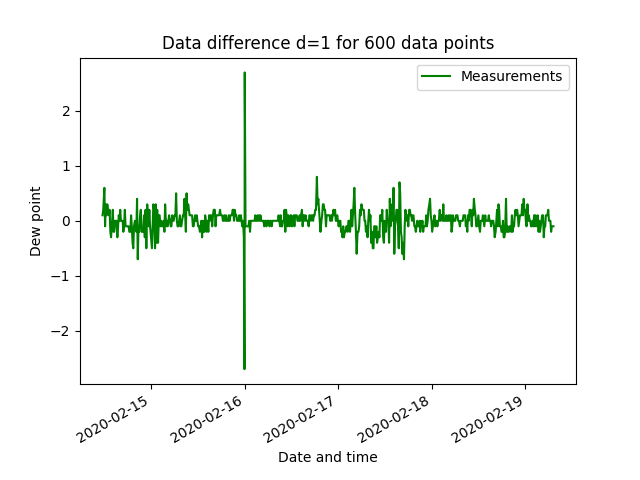 Data difference d=1 for 600 data points
Measurements
Dew point
2
1
0
−1
−2
2020-02-15
2020-02-16
2020-02-17
2020-02-18
2020-02-19
Date and time